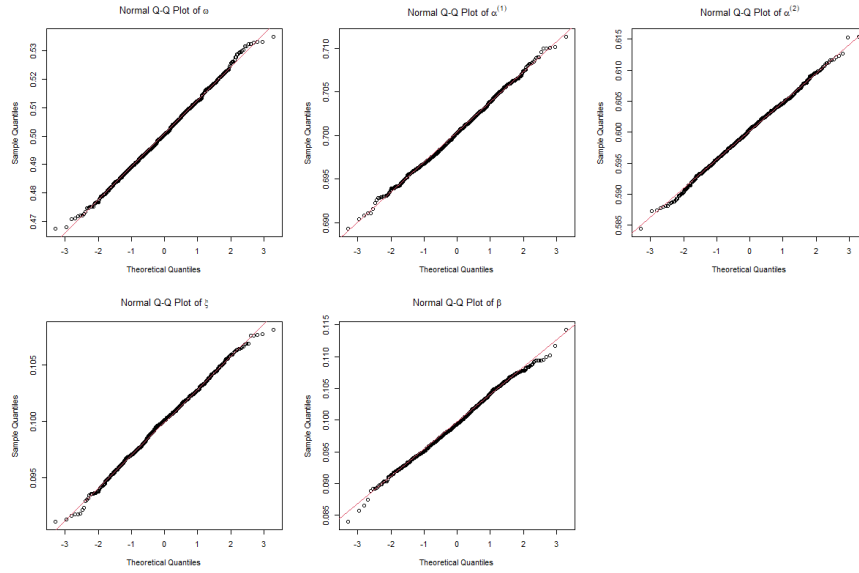 Normal Q-Q Plot of ω
Sample Quantiles
0.47 0.48 0.49 0.50 0.51 0.52 0.53
-3 -2 -1 0 1 2 3
Theoretical Quantiles
Normal Q-Q Plot of α⁽¹⁾
Sample Quantiles
0.690 0.695 0.700 0.705 0.710
-3 -2 -1 0 1 2 3
Theoretical Quantiles
Normal Q-Q Plot of α⁽²⁾
Sample Quantiles
0.585 0.590 0.595 0.600 0.605 0.610 0.615
-3 -2 -1 0 1 2 3
Theoretical Quantiles
Normal Q-Q Plot of ξ
Sample Quantiles
0.095 0.100 0.105
-3 -2 -1 0 1 2 3
Theoretical Quantiles
Normal Q-Q Plot of β
Sample Quantiles
0.085 0.090 0.095 0.100 0.105 0.110 0.115
-3 -2 -1 0 1 2 3
Theoretical Quantiles